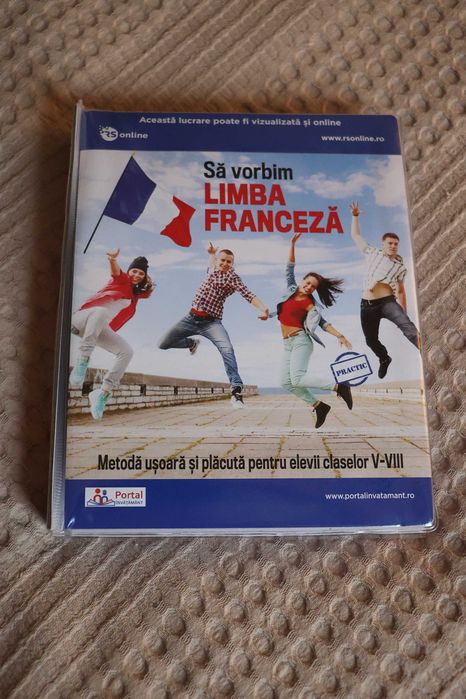 Această lucrare poate fi vizualizată și online
rs online
www.rsonline.ro
Să vorbim
LIMBA
FRANCEZĂ
PRACTIC
Metodă ușoară și plăcută pentru elevii claselor V-VIII
Portal
ÎNVĂȚĂMÂNT
www.portalinvatamant.ro